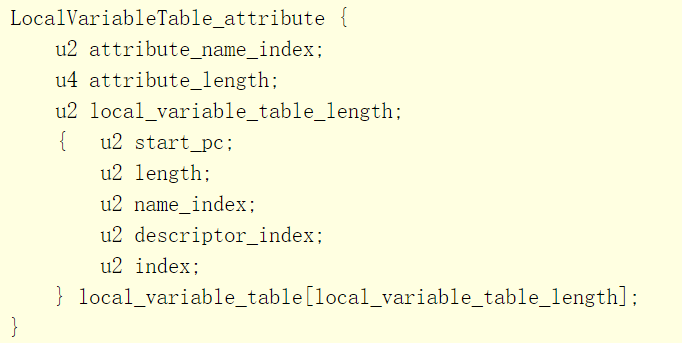 LocalVariableTable_attribute {
    u2 attribute_name_index;
    u4 attribute_length;
    u2 local_variable_table_length;
    {   u2 start_pc;
        u2 length;
        u2 name_index;
        u2 descriptor_index;
        u2 index;
    } local_variable_table[local_variable_table_length];
}